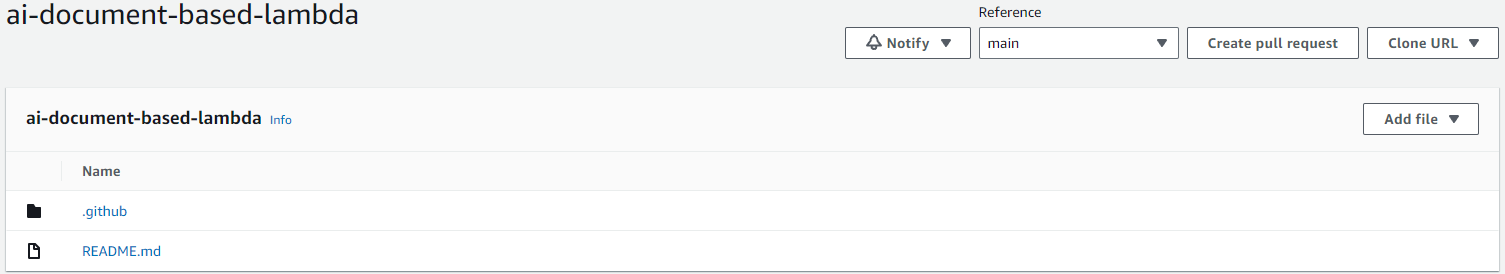 ai-document-based-lambda
Reference
Notify
main
Create pull request
Clone URL
ai-document-based-lambda Info
Add file
Name
.github
README.md